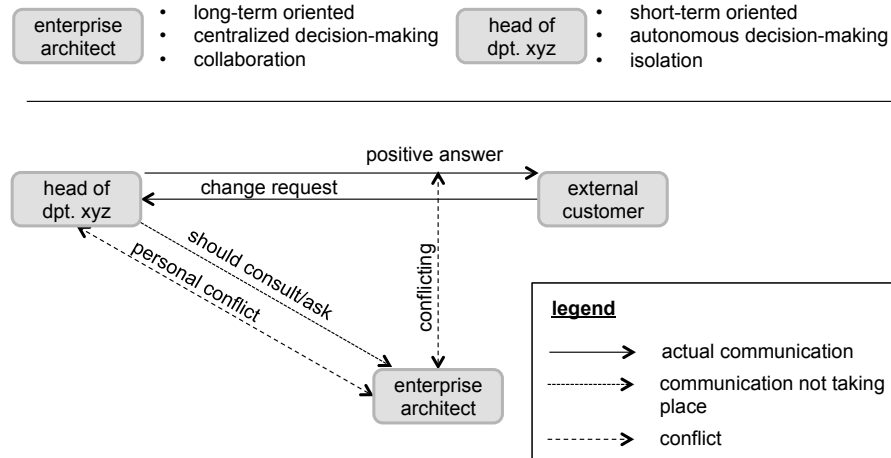 enterprise
architect
• long-term oriented
• centralized decision-making
• collaboration
head of
dpt. xyz
• short-term oriented
• autonomous decision-making
• isolation
positive answer
head of
dpt. xyz
change request
external
customer
should consult/ask
personal conflict
conflicting
enterprise
architect
legend
actual communication
communication not taking
place
conflict